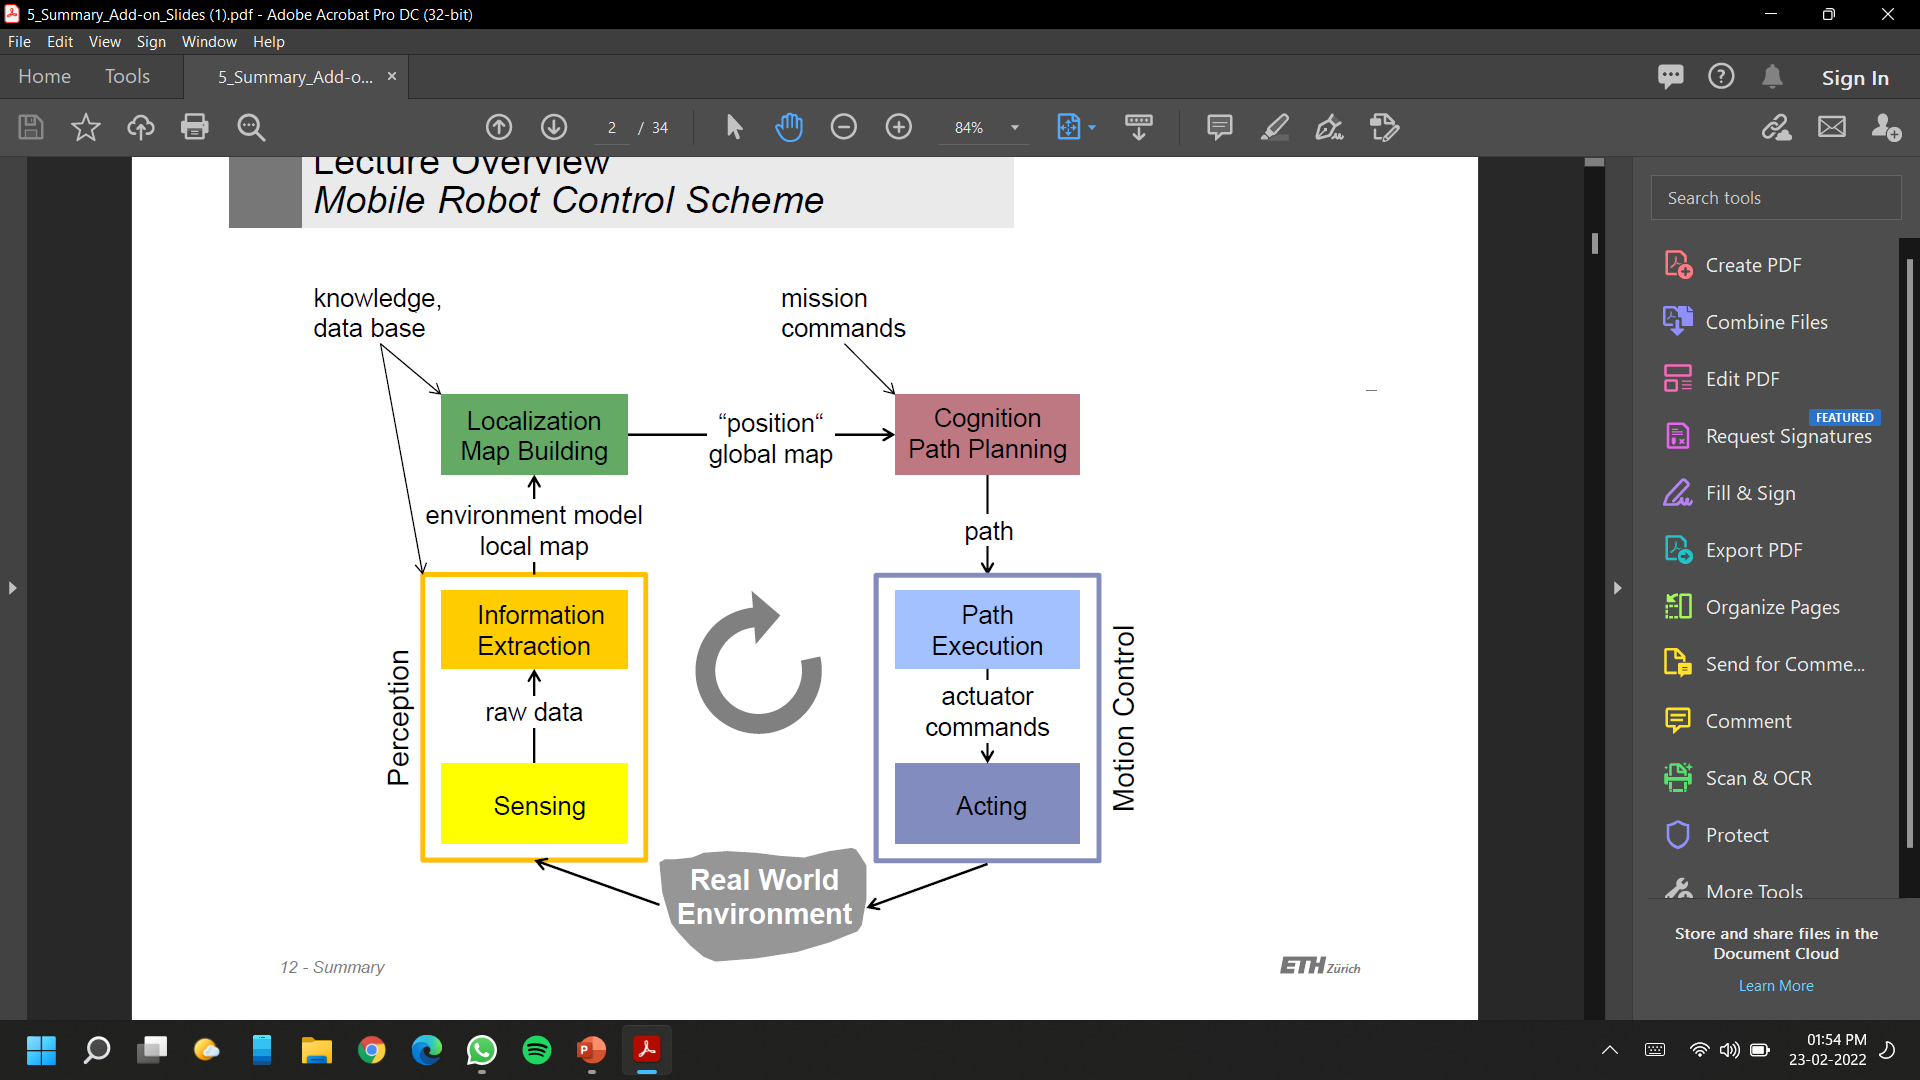 5_Summary_Add-on_Slides (1).pdf - Adobe Acrobat Pro DC (32-bit)
File Edit View Sign Window Help
Home Tools 5_Summary_Add-o... ×
Sign In
2 / 34
84%
Lecture Overview
Mobile Robot Control Scheme
knowledge,
data base
mission
commands
Localization
Map Building
“position“
global map
Cognition
Path Planning
environment model
local map
path
Perception
Information
Extraction
raw data
Sensing
Path
Execution
actuator
commands
Acting
Motion Control
Real World
Environment
12 - Summary
ETH Zürich
Search tools
Create PDF
Combine Files
Edit PDF
FEATURED
Request Signatures
Fill & Sign
Export PDF
Organize Pages
Send for Comme...
Comment
Scan & OCR
Protect
More Tools
Store and share files in the
Document Cloud
Learn More
01:54 PM
23-02-2022